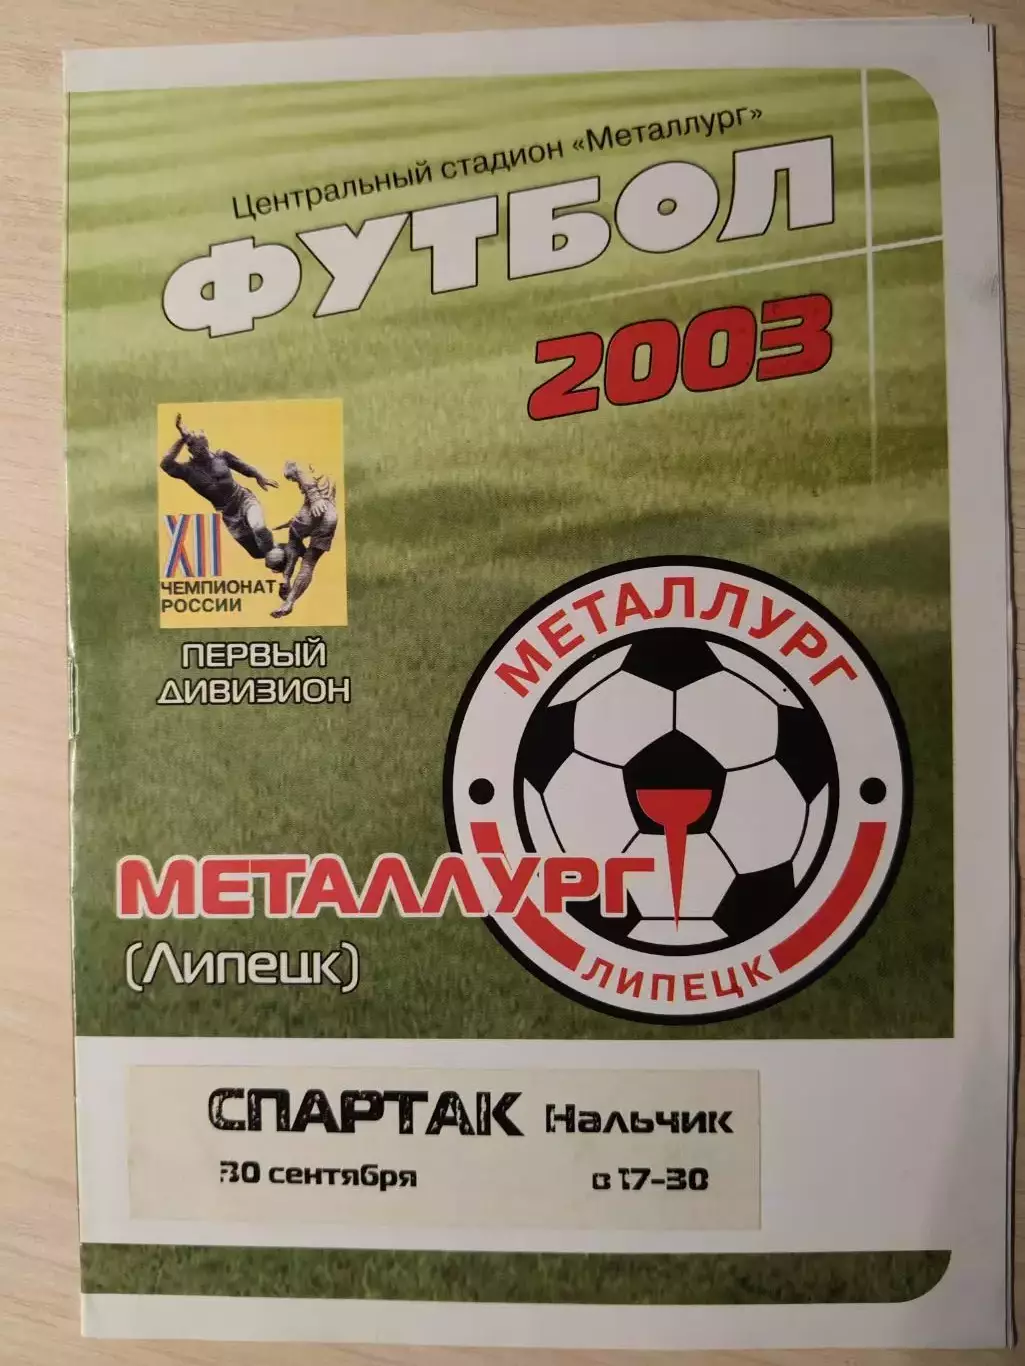 Центральный стадион «Металлург»
ФУТБОЛ
2003
XII
ЧЕМПИОНАТ
РОССИИ
ПЕРВЫЙ
ДИВИЗИОН
МЕТАЛЛУРГ
ЛИПЕЦК
МЕТАЛЛУРГ
(Липецк)
СПАРТАК Нальчик
30 сентября в 17-30